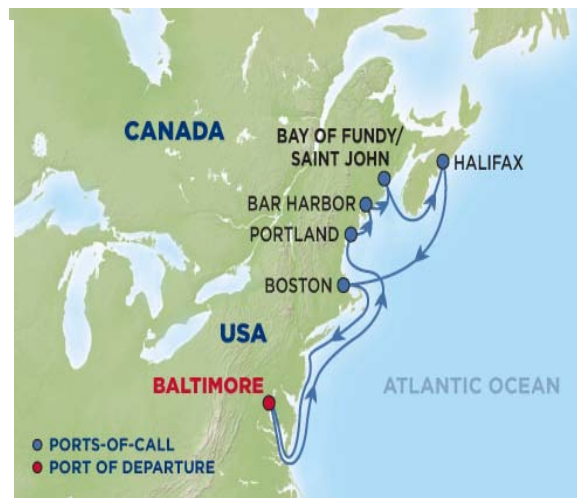 CANADA
BAY OF FUNDY/
SAINT JOHN
HALIFAX
BAR HARBOR
PORTLAND
BOSTON
USA
BALTIMORE
ATLANTIC OCEAN
PORTS-OF-CALL
PORT OF DEPARTURE